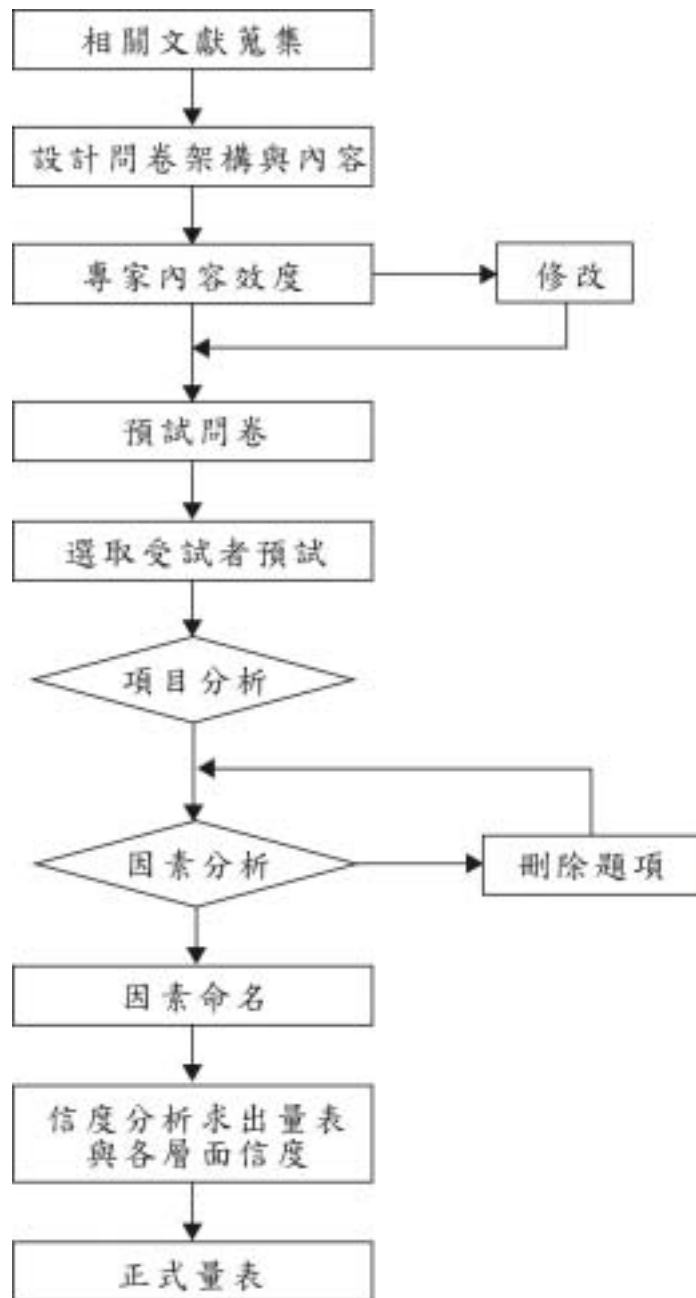 相關文獻蒐集
設計問卷架構與內容
專家內容效度
修改
預試問卷
選取受試者預試
項目分析
因素分析
刪除題項
因素命名
信度分析求出量表
與各層面信度
正式量表